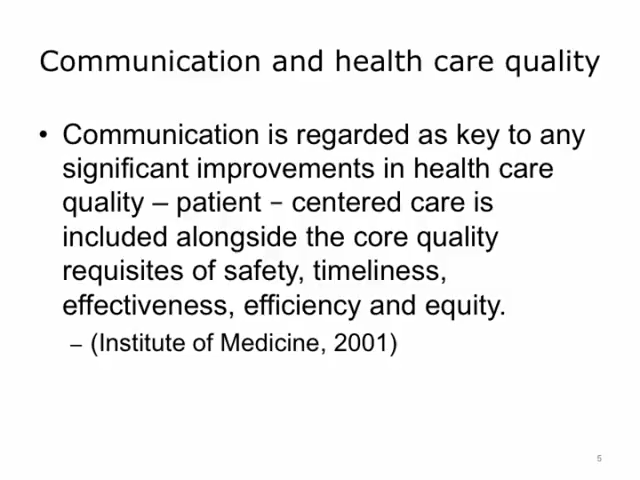 Communication and health care quality
• Communication is regarded as key to any
significant improvements in health care
quality – patient – centered care is
included alongside the core quality
requisites of safety, timeliness,
effectiveness, efficiency and equity.
– (Institute of Medicine, 2001)
5